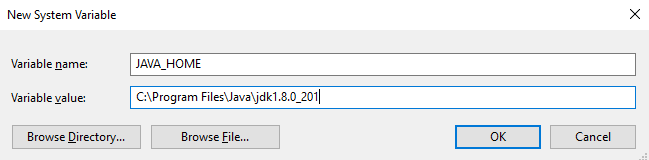 New System Variable
Variable name: JAVA_HOME
Variable value: C:\Program Files\Java\jdk1.8.0_201
Browse Directory... Browse File... OK Cancel